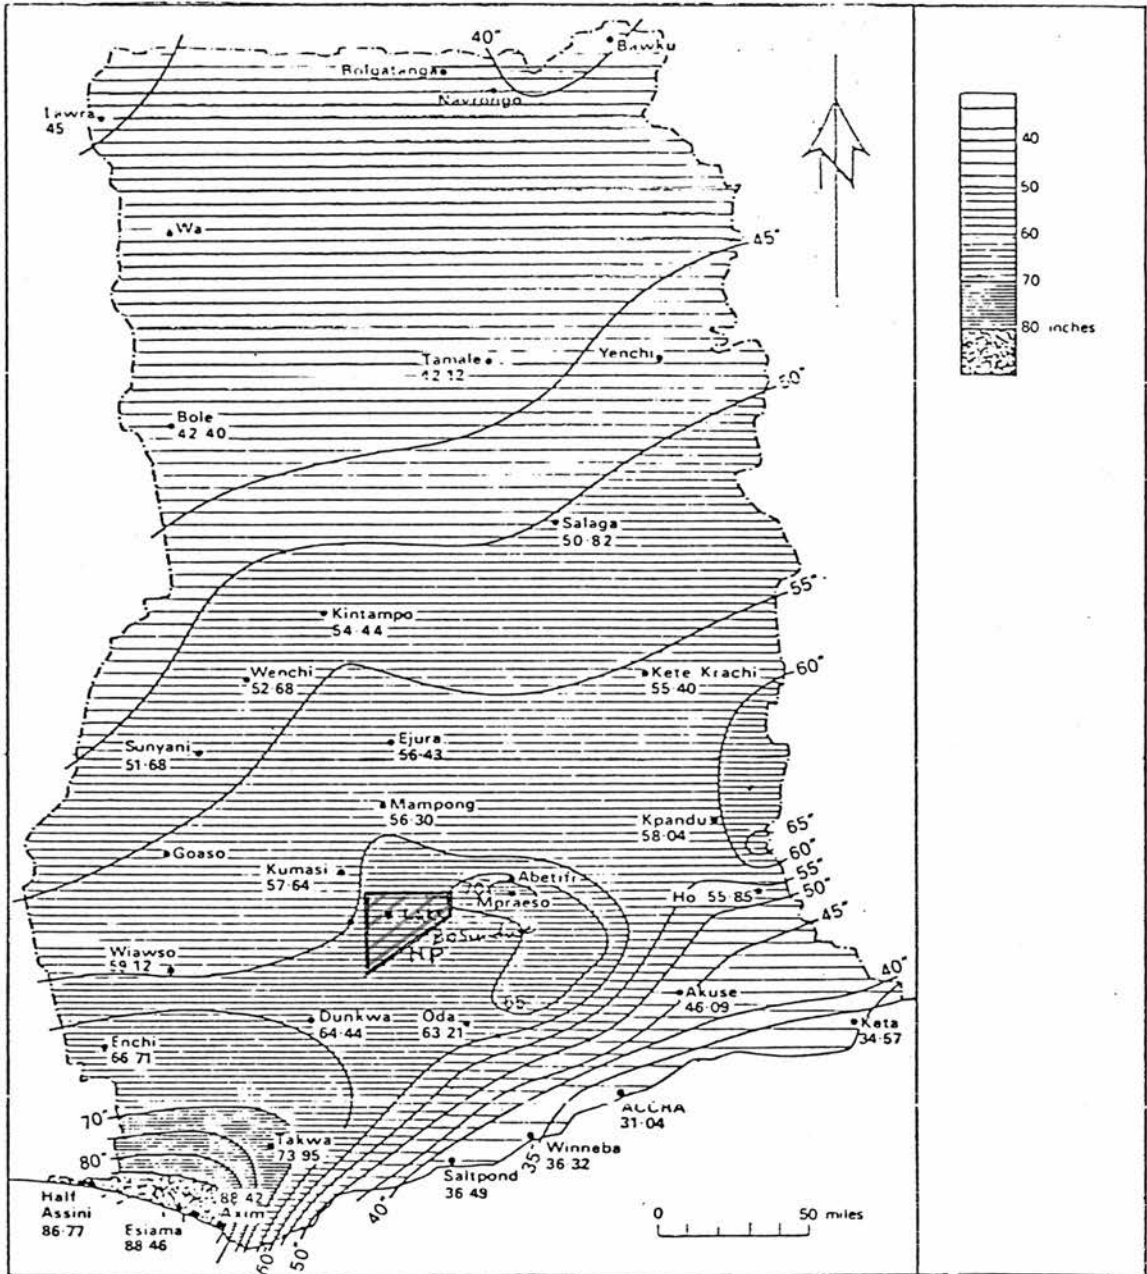 40"
Bawku
Bolgatanga
Navrongo
Lawra
45
Wa
45"
Tamale
42·12
Yenchi
Bole
42·40
Salaga
50·82
Kintampo
54·44
55"
Wenchi
52·68
Kete Krachi
55·40
60"
Sunyani
51·68
Ejura
56·43
Mampong
56·30
Kpandu
58·04
65"
60"
55"
50"
45"
Goaso
Kumasi
57·64
Abetifi
Mpraeso
70"
Ho 55·85
Lake
Bosumtwi
HP
Wiawso
59 12
65"
40"
Akuse
46·09
Dunkwa
64·44
Oda
63 21
Keta
34·57
Enchi
66 71
ACCRA
31·04
70"
Takwa
73 95
Winneba
36·32
35"
80"
Saltpond
36·49
Half
Assini
86·77
88 42
Axim
Esiama
88 46
40"
60"
50"
0 50 miles
40
50
60
70
80 inches